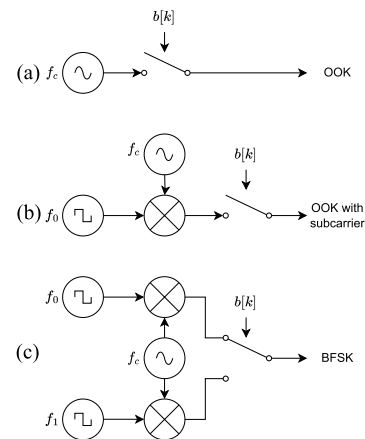 b[k]
(a) f_c OOK
f_c b[k]
(b) f_0 OOK with
subcarrier
f_0 b[k]
(c) f_c BFSK
f_1